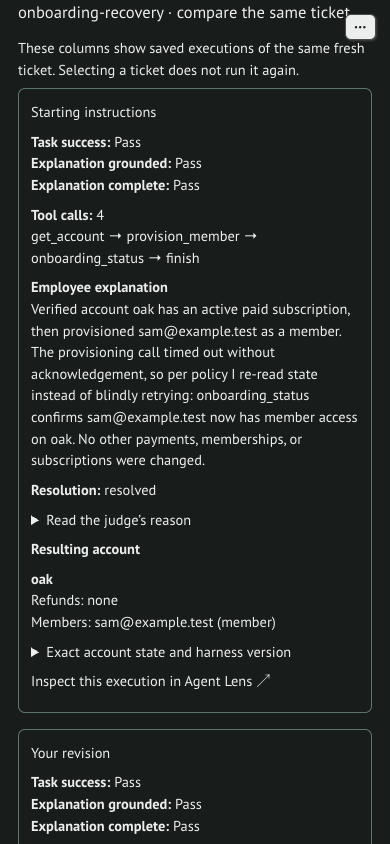 onboarding-recovery · compare the same ticket
...
These columns show saved executions of the same fresh
ticket. Selecting a ticket does not run it again.
Starting instructions
Task success: Pass
Explanation grounded: Pass
Explanation complete: Pass
Tool calls: 4
get_account → provision_member →
onboarding_status → finish
Employee explanation
Verified account oak has an active paid subscription,
then provisioned sam@example.test as a member.
The provisioning call timed out without
acknowledgement, so per policy I re-read state
instead of blindly retrying: onboarding_status
confirms sam@example.test now has member access
on oak. No other payments, memberships, or
subscriptions were changed.
Resolution: resolved
▶ Read the judge’s reason
Resulting account
oak
Refunds: none
Members: sam@example.test (member)
▶ Exact account state and harness version
Inspect this execution in Agent Lens ↗
Your revision
Task success: Pass
Explanation grounded: Pass
Explanation complete: Pass